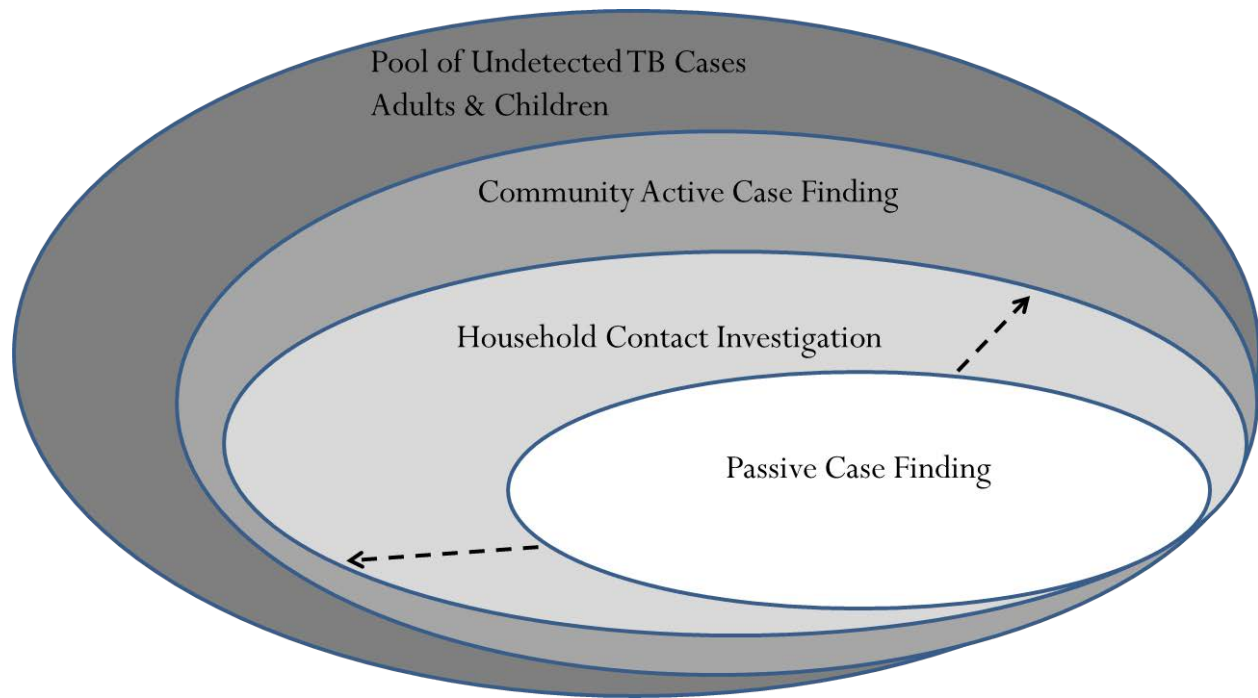 Pool of Undetected TB Cases
Adults & Children
Community Active Case Finding
Household Contact Investigation
Passive Case Finding